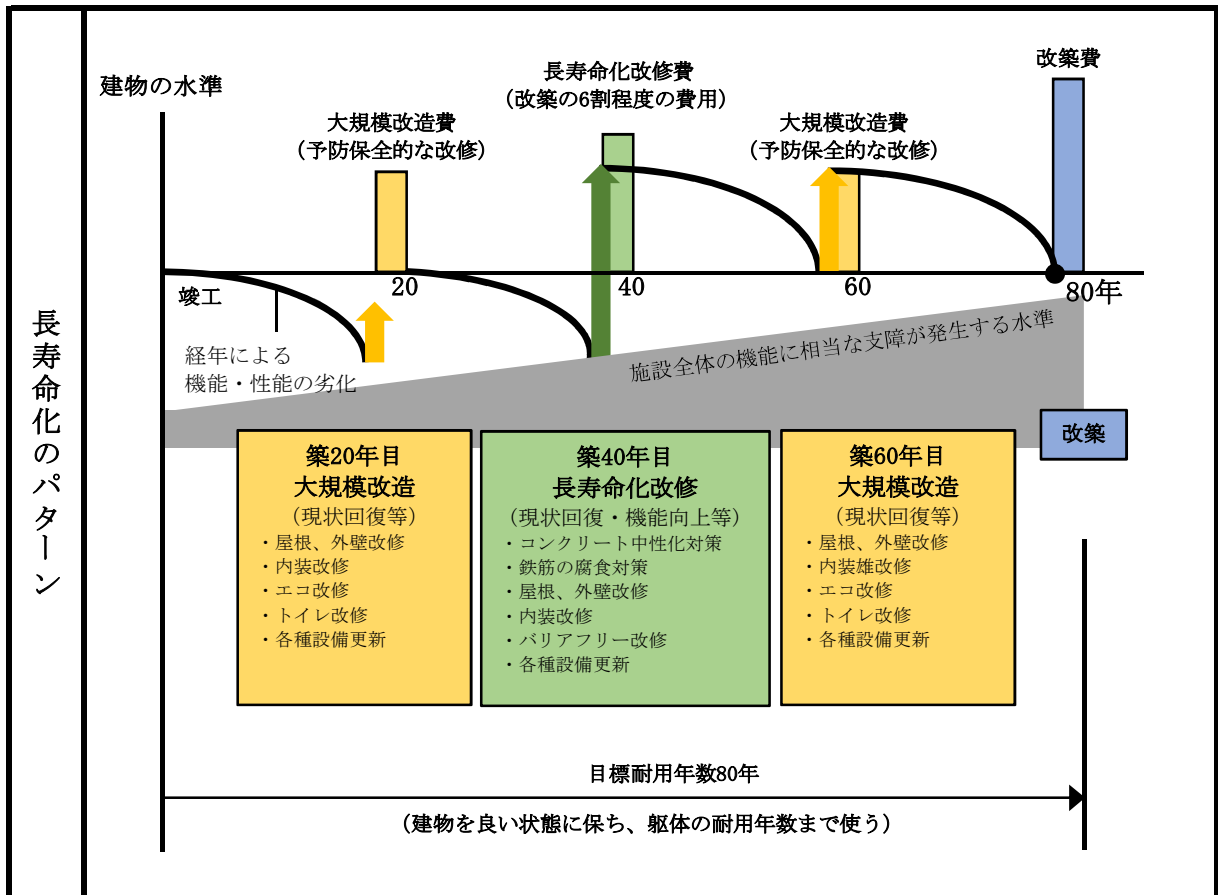 長寿命化のパターン
建物の水準
大規模改造費
（予防保全的な改修）
長寿命化改修費
（改築の6割程度の費用）
大規模改造費
（予防保全的な改修）
改築費
竣工
20
40
60
80年
経年による
機能・性能の劣化
施設全体の機能に相当な支障が発生する水準
築20年目
大規模改造
（現状回復等）
・屋根、外壁改修
・内装改修
・エコ改修
・トイレ改修
・各種設備更新
築40年目
長寿命化改修
（現状回復・機能向上等）
・コンクリート中性化対策
・鉄筋の腐食対策
・屋根、外壁改修
・内装改修
・バリアフリー改修
・各種設備更新
築60年目
大規模改造
（現状回復等）
・屋根、外壁改修
・内装雄改修
・エコ改修
・トイレ改修
・各種設備更新
改築
目標耐用年数80年
（建物を良い状態に保ち、躯体の耐用年数まで使う）